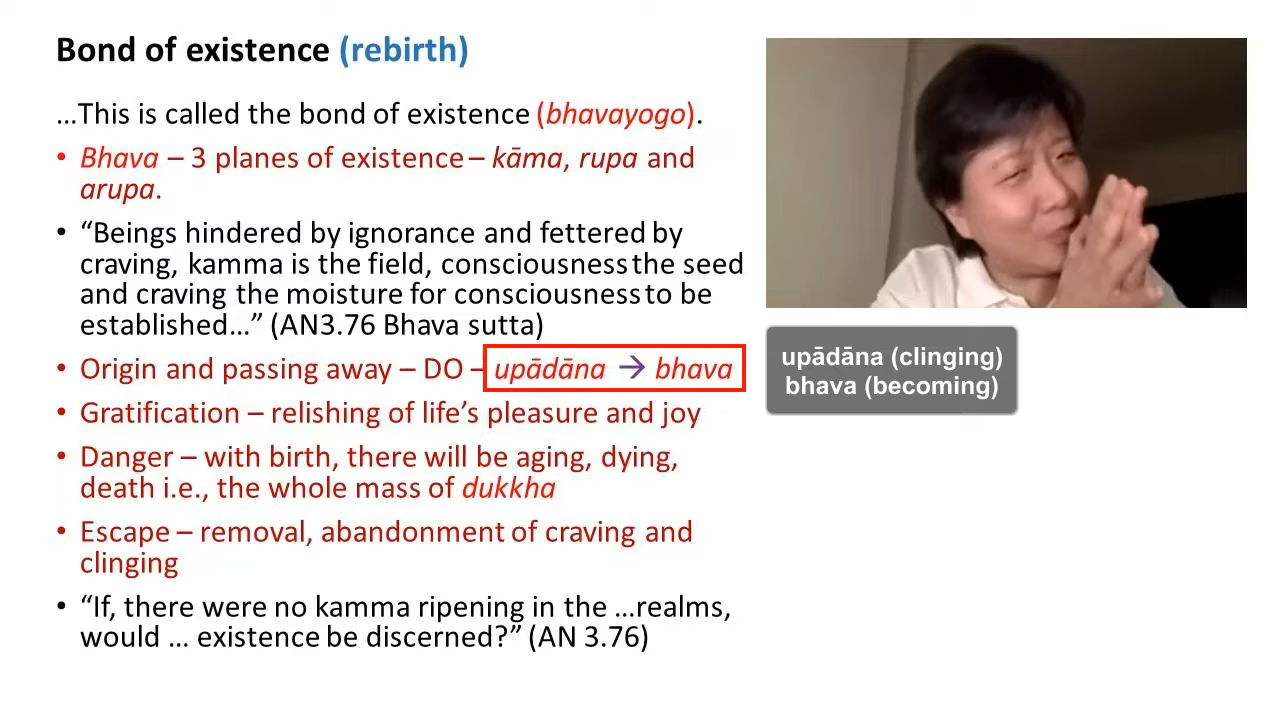 Bond of existence (rebirth)
...This is called the bond of existence (bhavayogo).
• Bhava – 3 planes of existence – kāma, rupa and
arupa.
• “Beings hindered by ignorance and fettered by
craving, kamma is the field, consciousness the seed
and craving the moisture for consciousness to be
established...” (AN3.76 Bhava sutta)
• Origin and passing away – DO – upādāna → bhava
• Gratification – relishing of life’s pleasure and joy
• Danger – with birth, there will be aging, dying,
death i.e., the whole mass of dukkha
• Escape – removal, abandonment of craving and
clinging
• “If, there were no kamma ripening in the ...realms,
would ... existence be discerned?” (AN 3.76)
upādāna (clinging)
bhava (becoming)